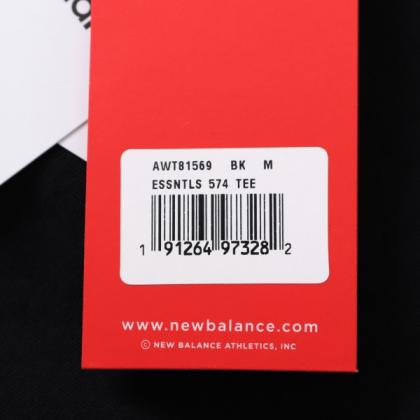 AWT81569 BK M
ESSNTLS 574 TEE
1 91264 97328 2
www.newbalance.com
© NEW BALANCE ATHLETICS, INC